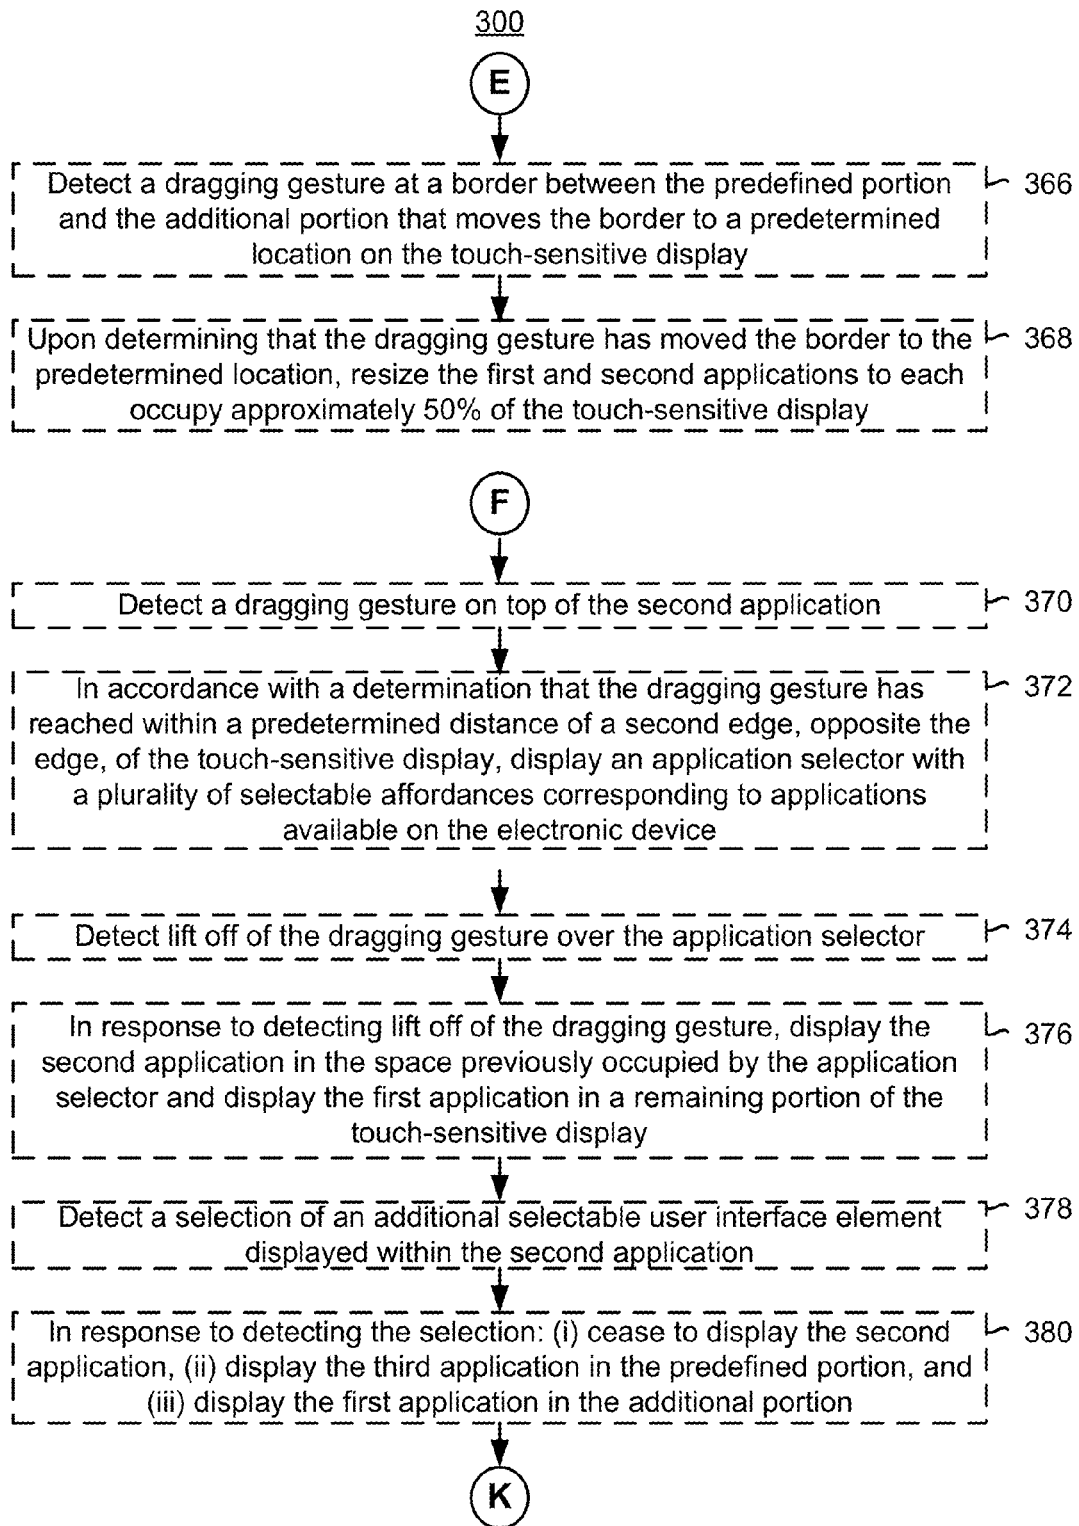 300
E
Detect a dragging gesture at a border between the predefined portion
and the additional portion that moves the border to a predetermined
location on the touch-sensitive display
366
Upon determining that the dragging gesture has moved the border to the
predetermined location, resize the first and second applications to each
occupy approximately 50% of the touch-sensitive display
368
F
Detect a dragging gesture on top of the second application
370
In accordance with a determination that the dragging gesture has
reached within a predetermined distance of a second edge, opposite the
edge, of the touch-sensitive display, display an application selector with
a plurality of selectable affordances corresponding to applications
available on the electronic device
372
Detect lift off of the dragging gesture over the application selector
374
In response to detecting lift off of the dragging gesture, display the
second application in the space previously occupied by the application
selector and display the first application in a remaining portion of the
touch-sensitive display
376
Detect a selection of an additional selectable user interface element
displayed within the second application
378
In response to detecting the selection: (i) cease to display the second
application, (ii) display the third application in the predefined portion, and
(iii) display the first application in the additional portion
380
K